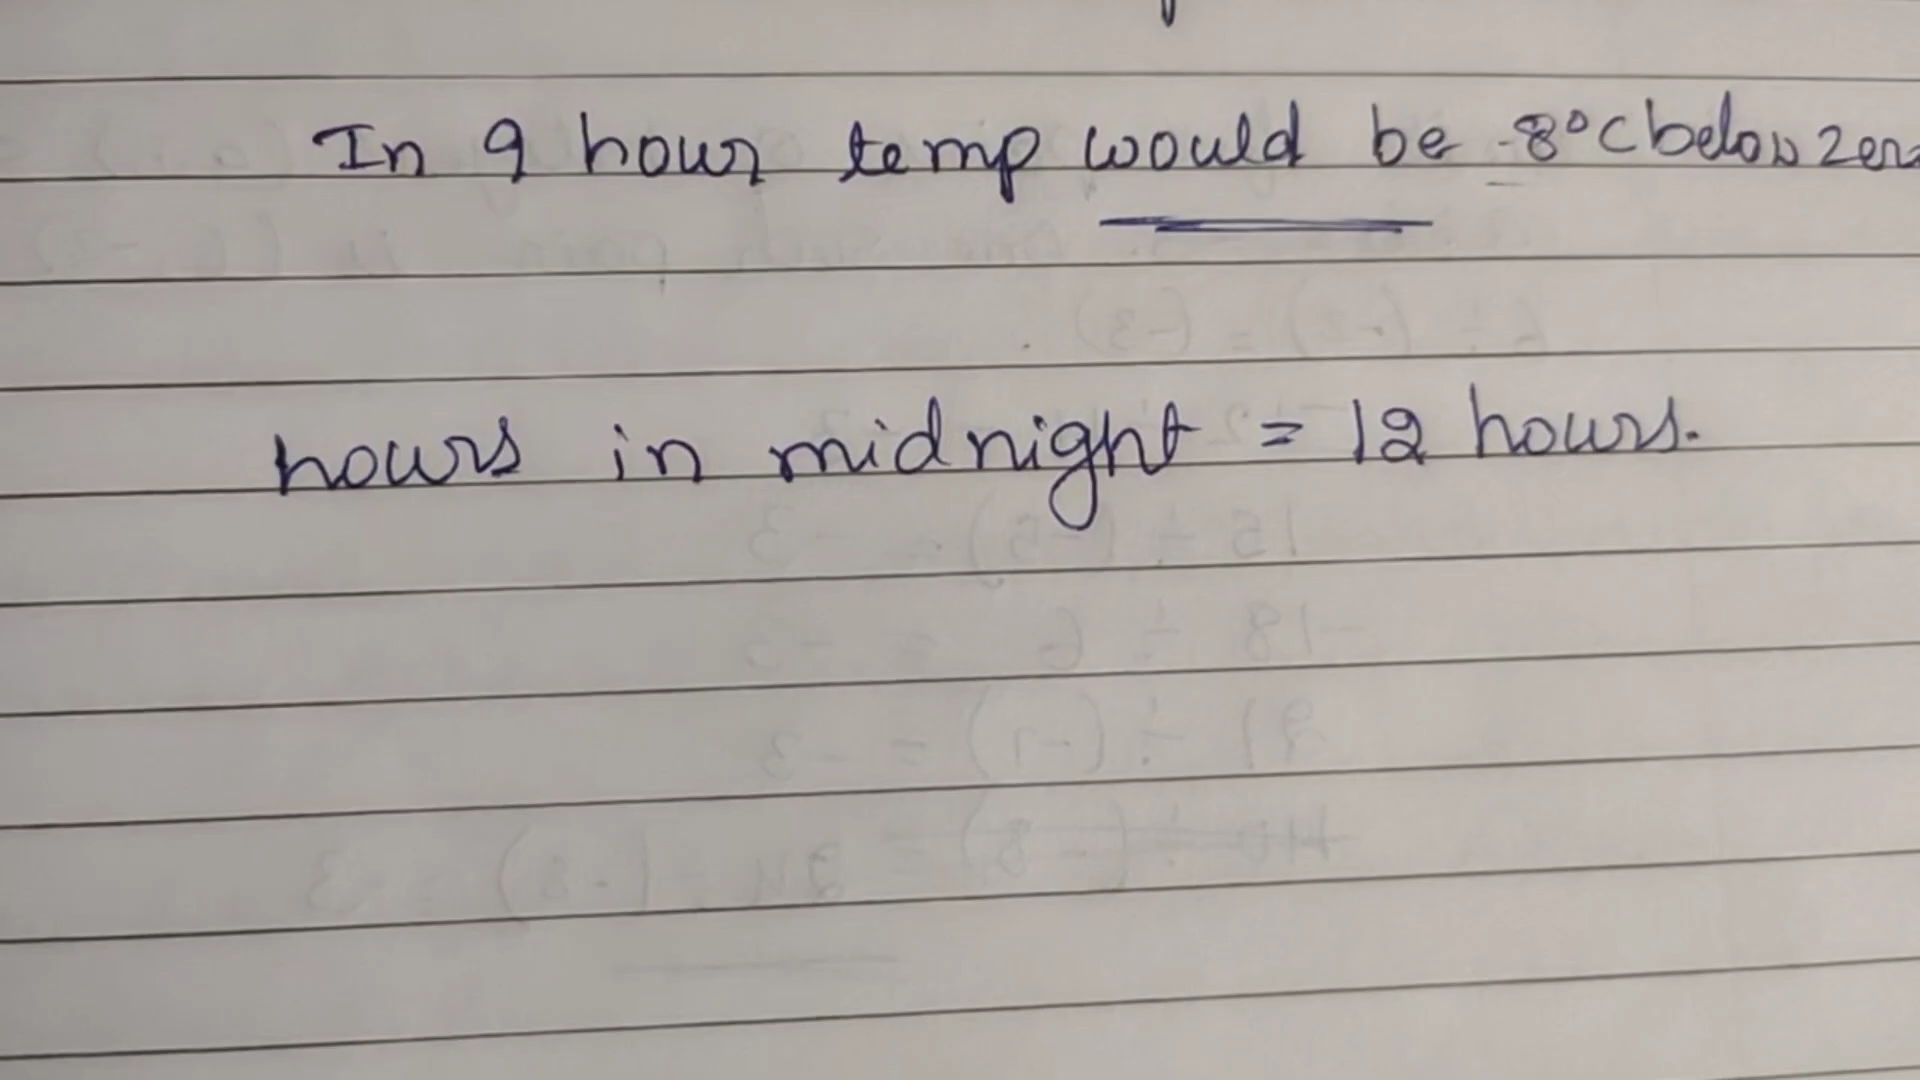 In 9 hour temp would be -8°C below zero
hours in midnight = 12 hours.